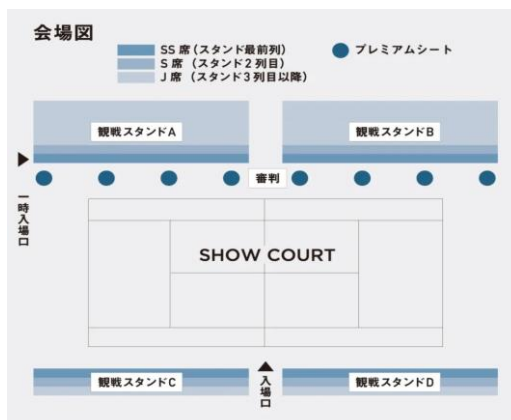 会場図
SS席(スタンド最前列)
S席 (スタンド2列目)
J席 (スタンド3列目以降)
プレミアムシート
観戦スタンドA
観戦スタンドB
審判
一時入場口
SHOW COURT
観戦スタンドC
入場口
観戦スタンドD